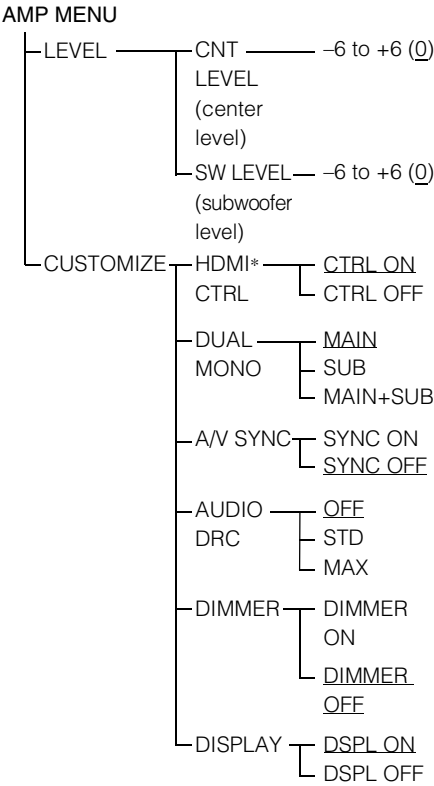 AMP MENU
LEVEL CNT –6 to +6 (0)
LEVEL
(center
level)
SW LEVEL –6 to +6 (0)
(subwoofer
level)
CUSTOMIZE HDMI* CTRL ON
CTRL CTRL OFF
DUAL MAIN
MONO SUB
MAIN+SUB
A/V SYNC SYNC ON
SYNC OFF
AUDIO OFF
DRC STD
MAX
DIMMER DIMMER
ON
DIMMER
OFF
DISPLAY DSPL ON
DSPL OFF